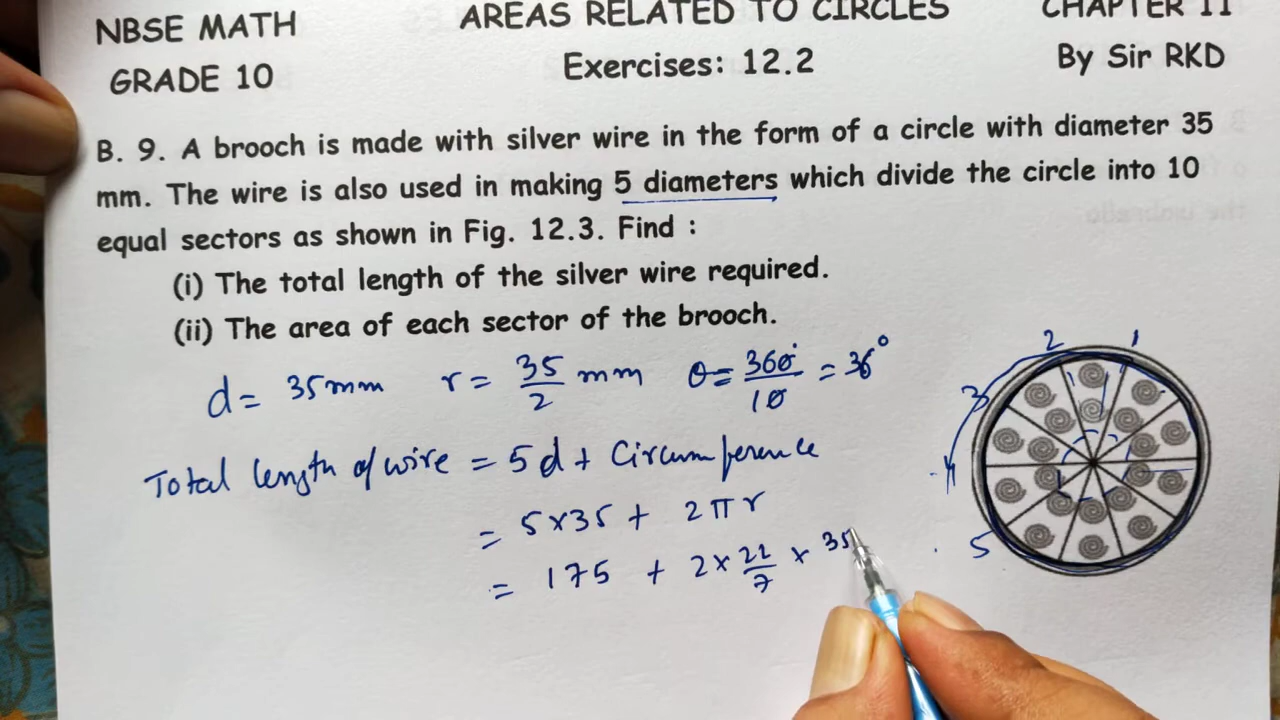 NBSE MATH
AREAS RELATED TO CIRCLES
CHAPTER 11
GRADE 10
Exercises: 12.2
By Sir RKD
B. 9. A brooch is made with silver wire in the form of a circle with diameter 35
mm. The wire is also used in making 5 diameters which divide the circle into 10
equal sectors as shown in Fig. 12.3. Find :
(i) The total length of the silver wire required.
(ii) The area of each sector of the brooch.
d = 35mm r = 35/2 mm θ = 360°/10 = 36°
Total length of wire = 5d + Circumference
= 5×35 + 2πr
= 175 + 2 × 22/7 × 35
1
2
3
4
5